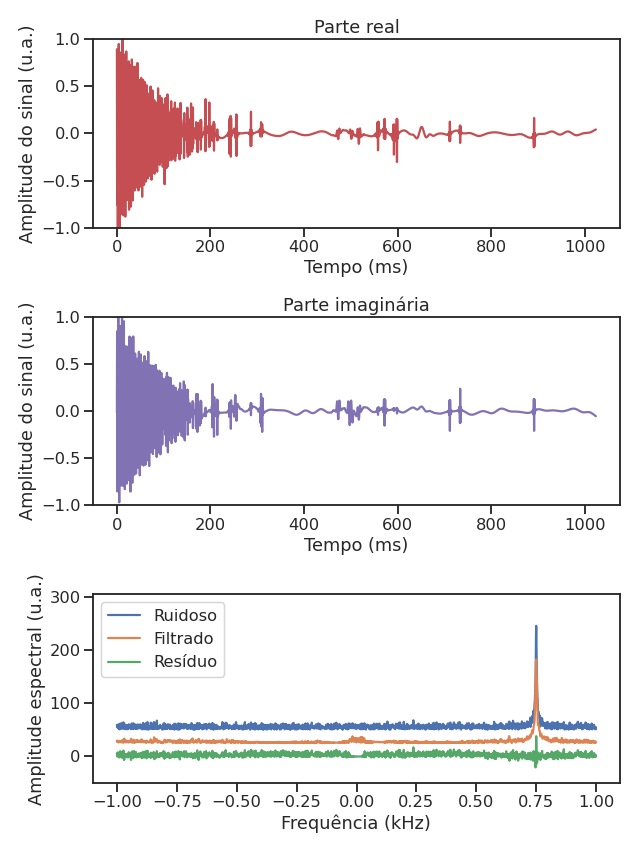 Parte real
Amplitude do sinal (u.a.)
1.0
0.5
0.0
−0.5
−1.0
0 200 400 600 800 1000
Tempo (ms)
Parte imaginária
Amplitude do sinal (u.a.)
1.0
0.5
0.0
−0.5
−1.0
0 200 400 600 800 1000
Tempo (ms)
Amplitude espectral (u.a.)
300
200
100
0
Ruidoso
Filtrado
Resíduo
−1.00 −0.75 −0.50 −0.25 0.00 0.25 0.50 0.75 1.00
Frequência (kHz)